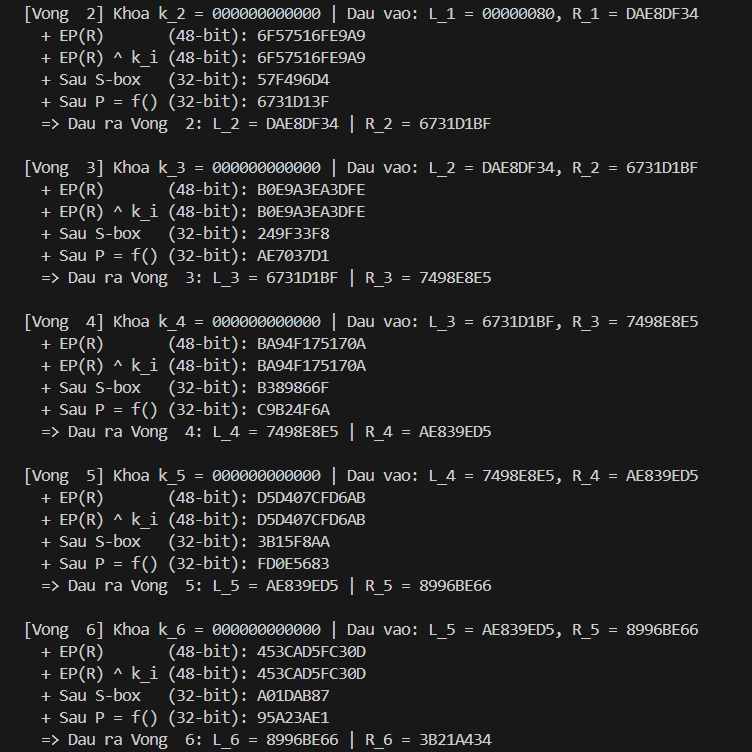 [Vong  2] Khoa k_2 = 000000000000 | Dau vao: L_1 = 00000080, R_1 = DAE8DF34
  + EP(R)       (48-bit): 6F57516FE9A9
  + EP(R) ^ k_i (48-bit): 6F57516FE9A9
  + Sau S-box   (32-bit): 57F496D4
  + Sau P = f() (32-bit): 6731D13F
  => Dau ra Vong  2: L_2 = DAE8DF34 | R_2 = 6731D1BF
[Vong  3] Khoa k_3 = 000000000000 | Dau vao: L_2 = DAE8DF34, R_2 = 6731D1BF
  + EP(R)       (48-bit): B0E9A3EA3DFE
  + EP(R) ^ k_i (48-bit): B0E9A3EA3DFE
  + Sau S-box   (32-bit): 249F33F8
  + Sau P = f() (32-bit): AE7037D1
  => Dau ra Vong  3: L_3 = 6731D1BF | R_3 = 7498E8E5
[Vong  4] Khoa k_4 = 000000000000 | Dau vao: L_3 = 6731D1BF, R_3 = 7498E8E5
  + EP(R)       (48-bit): BA94F175170A
  + EP(R) ^ k_i (48-bit): BA94F175170A
  + Sau S-box   (32-bit): B389866F
  + Sau P = f() (32-bit): C9B24F6A
  => Dau ra Vong  4: L_4 = 7498E8E5 | R_4 = AE839ED5
[Vong  5] Khoa k_5 = 000000000000 | Dau vao: L_4 = 7498E8E5, R_4 = AE839ED5
  + EP(R)       (48-bit): D5D407CFD6AB
  + EP(R) ^ k_i (48-bit): D5D407CFD6AB
  + Sau S-box   (32-bit): 3B15F8AA
  + Sau P = f() (32-bit): FD0E5683
  => Dau ra Vong  5: L_5 = AE839ED5 | R_5 = 8996BE66
[Vong  6] Khoa k_6 = 000000000000 | Dau vao: L_5 = AE839ED5, R_5 = 8996BE66
  + EP(R)       (48-bit): 453CAD5FC30D
  + EP(R) ^ k_i (48-bit): 453CAD5FC30D
  + Sau S-box   (32-bit): A01DAB87
  + Sau P = f() (32-bit): 95A23AE1
  => Dau ra Vong  6: L_6 = 8996BE66 | R_6 = 3B21A434